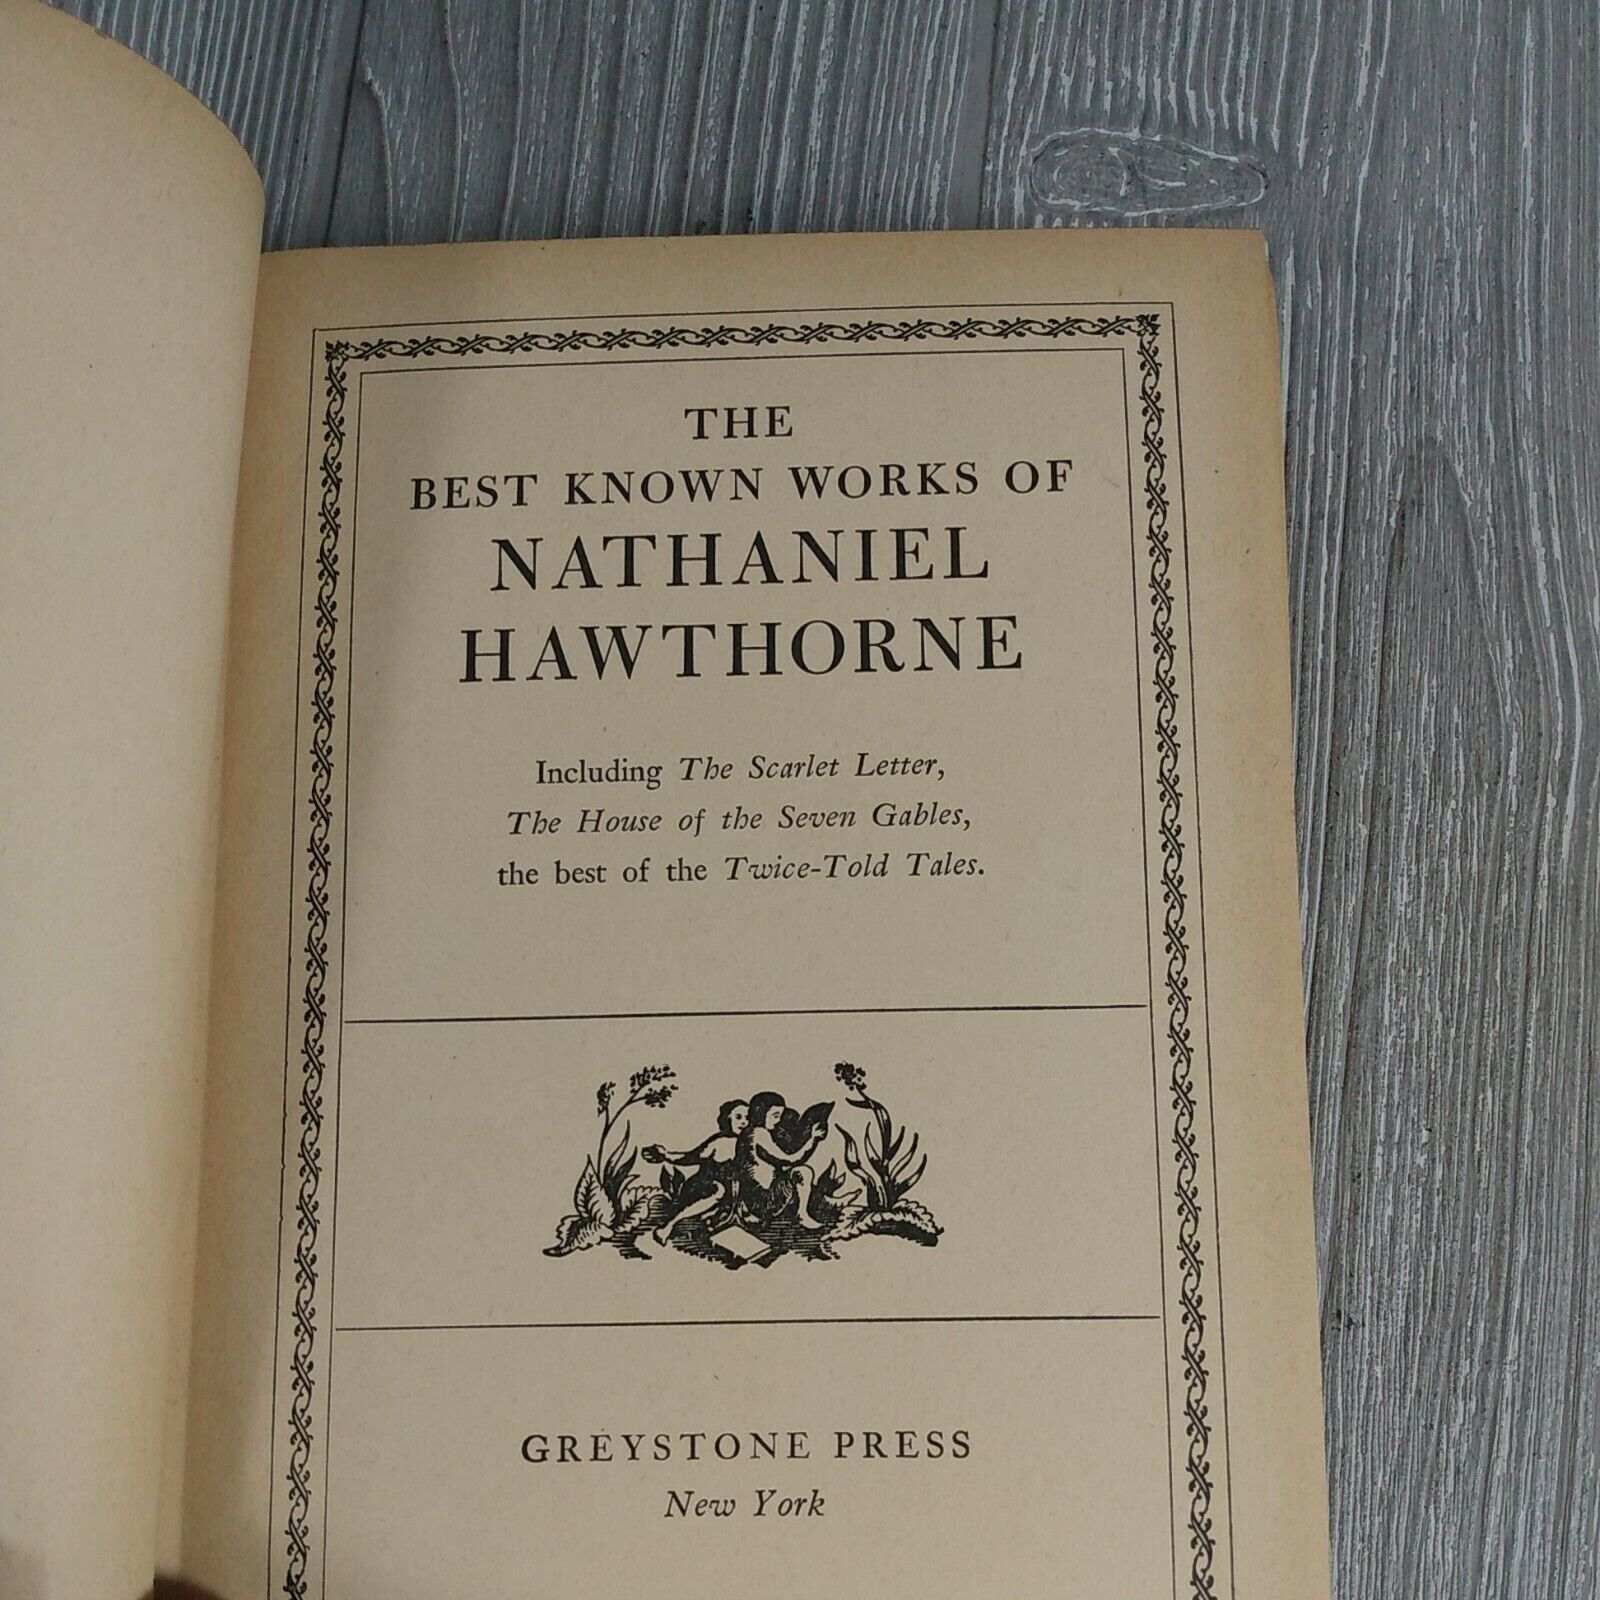 THE
BEST KNOWN WORKS OF
NATHANIEL
HAWTHORNE
Including The Scarlet Letter,
The House of the Seven Gables,
the best of the Twice-Told Tales.
GREYSTONE PRESS
New York